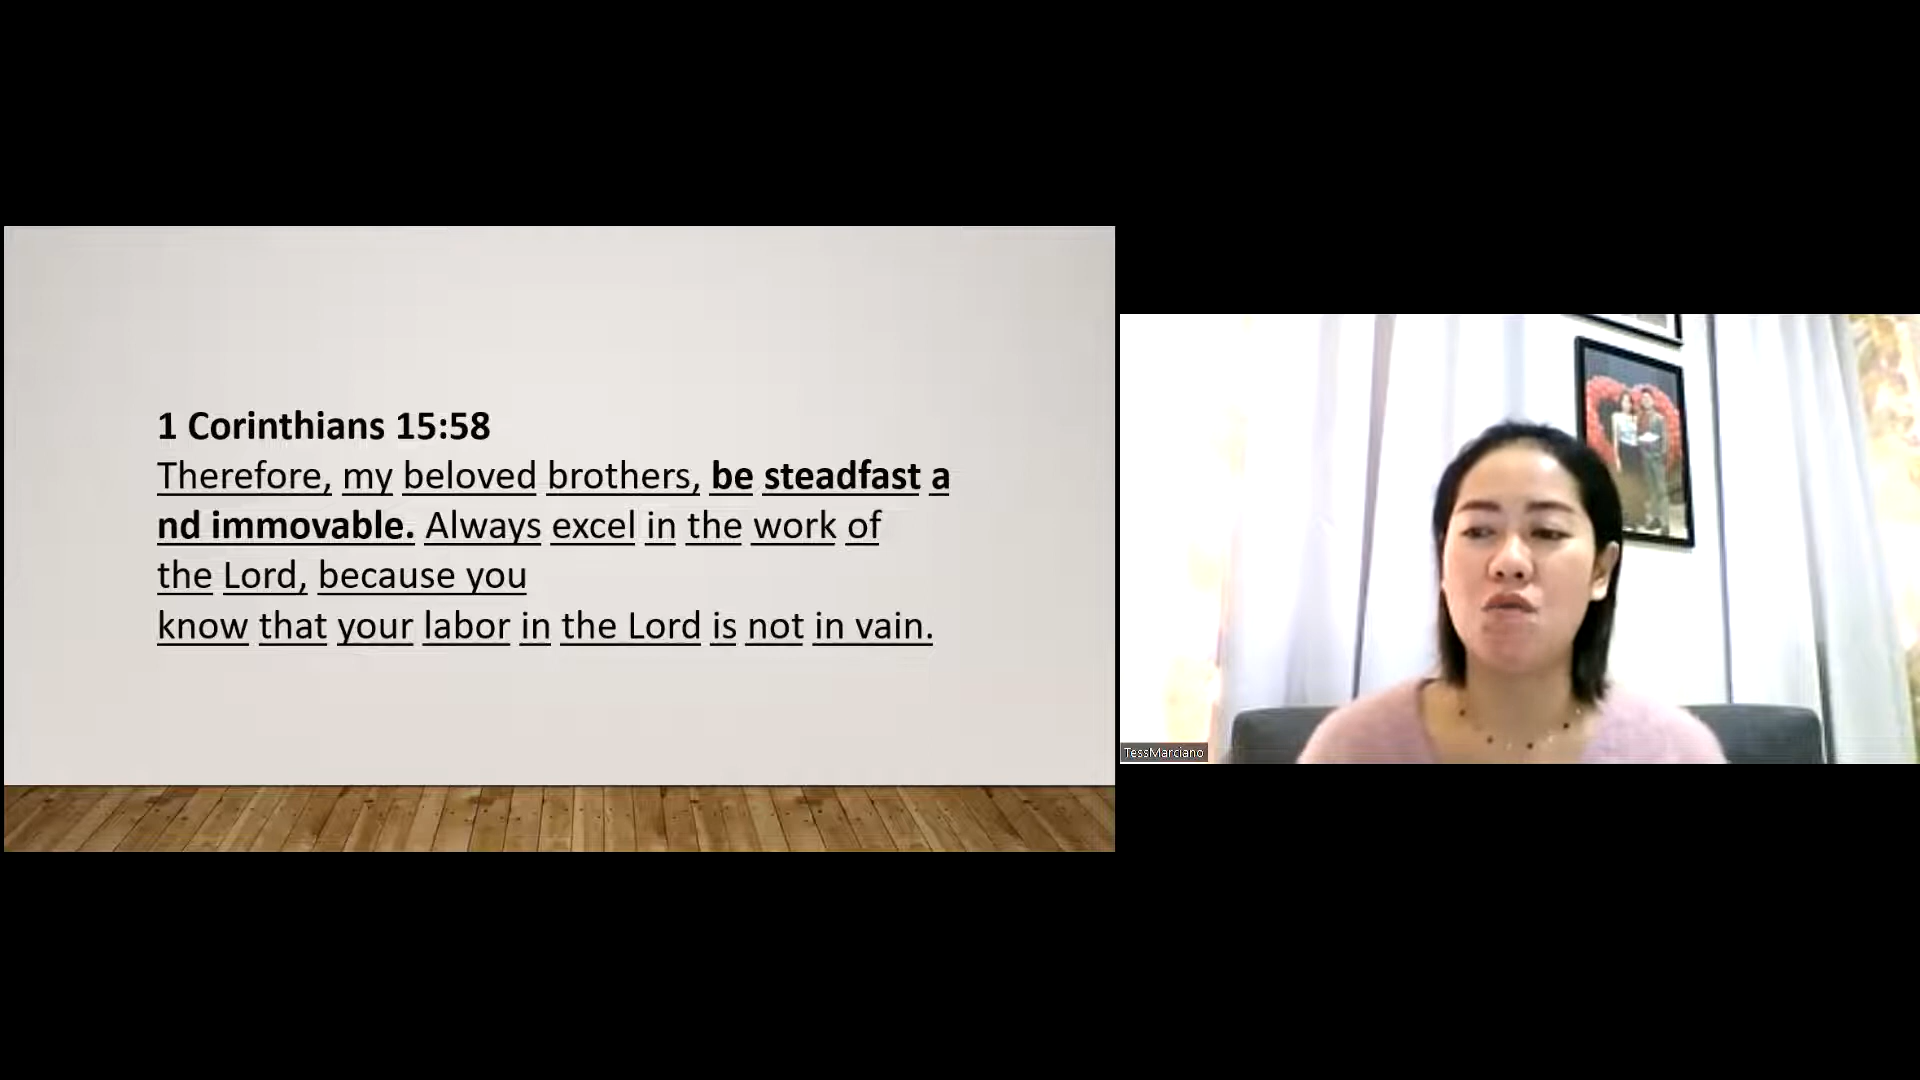 1 Corinthians 15:58
Therefore, my beloved brothers, be steadfast a
nd immovable. Always excel in the work of
the Lord, because you
know that your labor in the Lord is not in vain.
TessMarciano